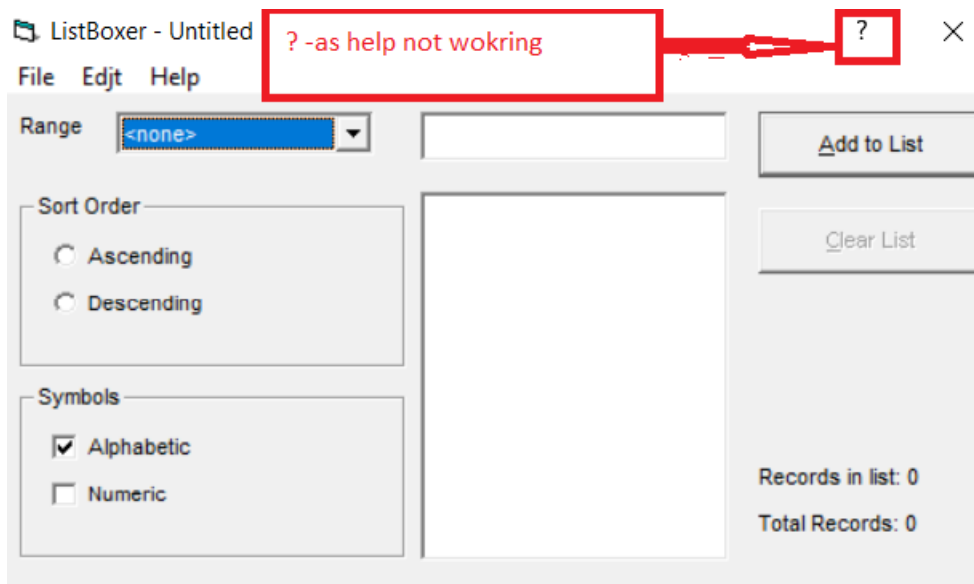 ListBoxer - Untitled
? -as help not wokring
?
File Edjt Help
Range
<none>
Add to List
Sort Order
Clear List
Ascending
Descending
Symbols
Alphabetic
Numeric
Records in list: 0
Total Records: 0